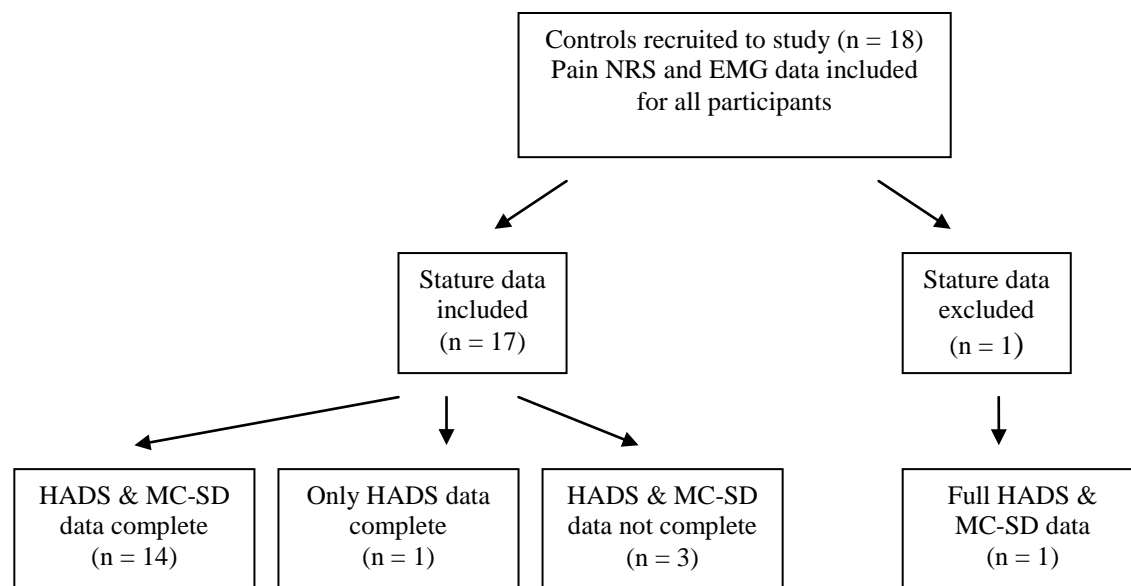 Controls recruited to study (n = 18)
Pain NRS and EMG data included
for all participants
Stature data
included
(n = 17)
Stature data
excluded
(n = 1)
HADS & MC-SD
data complete
(n = 14)
Only HADS data
complete
(n = 1)
HADS & MC-SD
data not complete
(n = 3)
Full HADS &
MC-SD data
(n = 1)